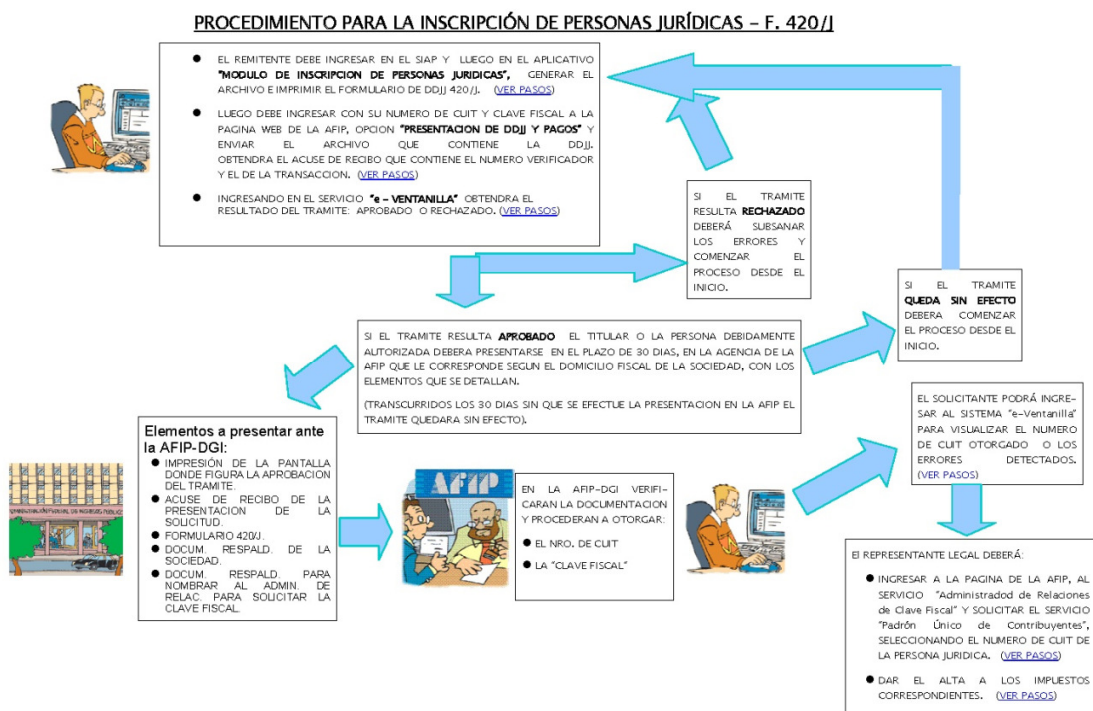 PROCEDIMIENTO PARA LA INSCRIPCIÓN DE PERSONAS JURÍDICAS – F. 420/J
● EL REMITENTE DEBE INGRESAR EN EL SIAP Y LUEGO EN EL APLICATIVO
"MODULO DE INSCRIPCION DE PERSONAS JURIDICAS", GENERAR EL
ARCHIVO E IMPRIMIR EL FORMULARIO DE DDJJ 420/J. (VER PASOS)
● LUEGO DEBE INGRESAR CON SU NUMERO DE CUIT Y CLAVE FISCAL A LA
PAGINA WEB DE LA AFIP, OPCION "PRESENTACION DE DDJJ Y PAGOS" Y
ENVIAR EL ARCHIVO QUE CONTIENE LA DDJJ.
OBTENDRA EL ACUSE DE RECIBO QUE CONTIENE EL NUMERO VERIFICADOR
Y EL DE LA TRANSACCION. (VER PASOS)
● INGRESANDO EN EL SERVICIO "e – VENTANILLA" OBTENDRA EL
RESULTADO DEL TRAMITE: APROBADO O RECHAZADO. (VER PASOS)
SI EL TRAMITE
RESULTA RECHAZADO
DEBERÁ SUBSANAR
LOS ERRORES Y
COMENZAR EL
PROCESO DESDE EL
INICIO.
SI EL TRAMITE
QUEDA SIN EFECTO
DEBERA COMENZAR
EL PROCESO DESDE EL
INICIO.
SI EL TRAMITE RESULTA APROBADO EL TITULAR O LA PERSONA DEBIDAMENTE
AUTORIZADA DEBERA PRESENTARSE EN EL PLAZO DE 30 DIAS, EN LA AGENCIA DE LA
AFIP QUE LE CORRESPONDE SEGUN EL DOMICILIO FISCAL DE LA SOCIEDAD, CON LOS
ELEMENTOS QUE SE DETALLAN.
(TRANSCURRIDOS LOS 30 DIAS SIN QUE SE EFECTUE LA PRESENTACION EN LA AFIP EL
TRAMITE QUEDARA SIN EFECTO).
Elementos a presentar ante
la AFIP-DGI:
● IMPRESIÓN DE LA PANTALLA
DONDE FIGURA LA APROBACION
DEL TRAMITE.
● ACUSE DE RECIBO DE LA
PRESENTACION DE LA
SOLICITUD.
● FORMULARIO 420/J.
● DOCUM. RESPALD. DE LA
SOCIEDAD.
● DOCUM. RESPALD. PARA
NOMBRAR AL ADMIN. DE
RELAC. PARA SOLICITAR LA
CLAVE FISCAL.
AFIP
EN LA AFIP-DGI VERIFI-
CARAN LA DOCUMENTACION
Y PROCEDERAN A OTORGAR:
● EL NRO. DE CUIT
● LA "CLAVE FISCAL"
EL SOLICITANTE PODRÁ INGRE-
SAR AL SISTEMA "e-Ventanilla"
PARA VISUALIZAR EL NUMERO
DE CUIT OTORGADO O LOS
ERRORES DETECTADOS.
(VER PASOS)
El REPRESENTANTE LEGAL DEBERÁ:
● INGRESAR A LA PAGINA DE LA AFIP, AL
SERVICIO "Administradod de Relaciones
de Clave Fiscal" Y SOLICITAR EL SERVICIO
"Padrón Único de Contribuyentes",
SELECCIONANDO EL NUMERO DE CUIT DE
LA PERSONA JURIDICA. (VER PASOS)
● DAR EL ALTA A LOS IMPUESTOS
CORRESPONDIENTES. (VER PASOS)